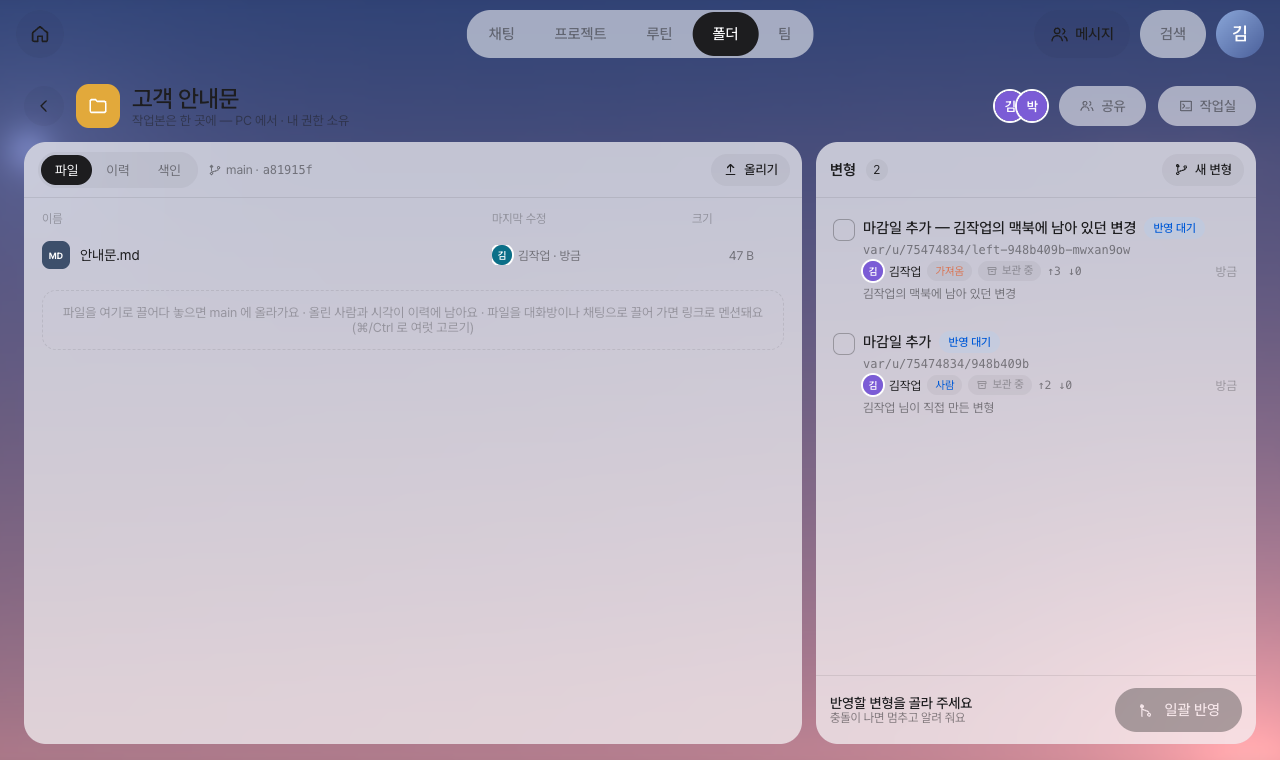 채팅 프로젝트 루틴 폴더 팀 메시지 검색 김
고객 안내문
작업본은 한 곳에 — PC 에서 · 내 권한 소유
김 박 공유 작업실
파일 이력 색인 main · a81915f 올리기
이름 마지막 수정 크기
MD 안내문.md 김 김작업 · 방금 47 B
파일을 여기로 끌어다 놓으면 main 에 올라가요 · 올린 사람과 시각이 이력에 남아요 · 파일을 대화방이나 채팅으로 끌어 가면 링크로 멘션돼요
(⌘/Ctrl 로 여럿 고르기)
변형 2 새 변형
마감일 추가 — 김작업의 맥북에 남아 있던 변경 반영 대기
var/u/75474834/left-948b409b-mwxan9ow
김 김작업 가져옴 보관 중 ↑3 ↓0 방금
김작업의 맥북에 남아 있던 변경
마감일 추가 반영 대기
var/u/75474834/948b409b
김 김작업 사람 보관 중 ↑2 ↓0 방금
김작업 님이 직접 만든 변형
반영할 변형을 골라 주세요
충돌이 나면 멈추고 알려 줘요
일괄 반영